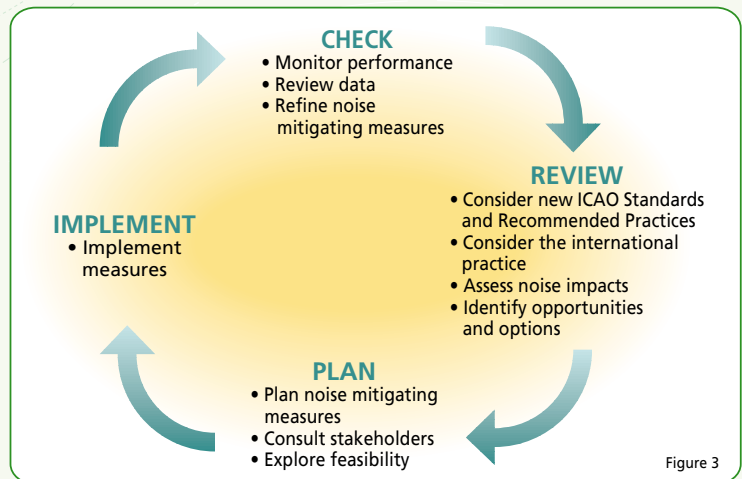 CHECK
• Monitor performance
• Review data
• Refine noise
mitigating measures
REVIEW
• Consider new ICAO Standards
and Recommended Practices
• Consider the international
practice
• Assess noise impacts
• Identify opportunities
and options
PLAN
• Plan noise mitigating
measures
• Consult stakeholders
• Explore feasibility
IMPLEMENT
• Implement
measures
Figure 3